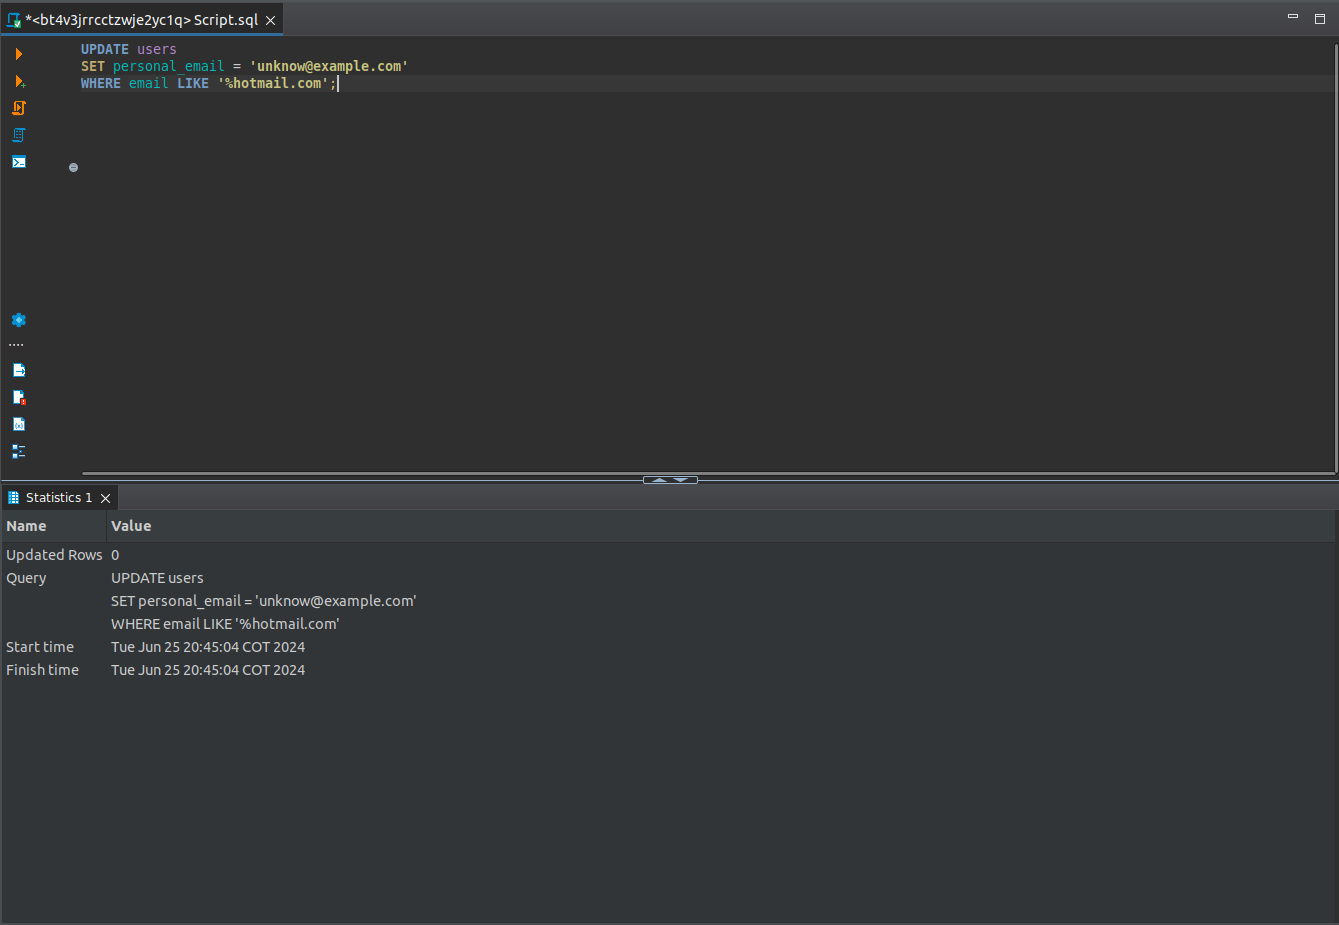 *<bt4v3jrrcctzwje2yc1q> Script.sql
UPDATE users
SET personal_email = 'unknow@example.com'
WHERE email LIKE '%hotmail.com';
Statistics 1
Name Value
Updated Rows 0
Query UPDATE users
SET personal_email = 'unknow@example.com'
WHERE email LIKE '%hotmail.com'
Start time Tue Jun 25 20:45:04 COT 2024
Finish time Tue Jun 25 20:45:04 COT 2024